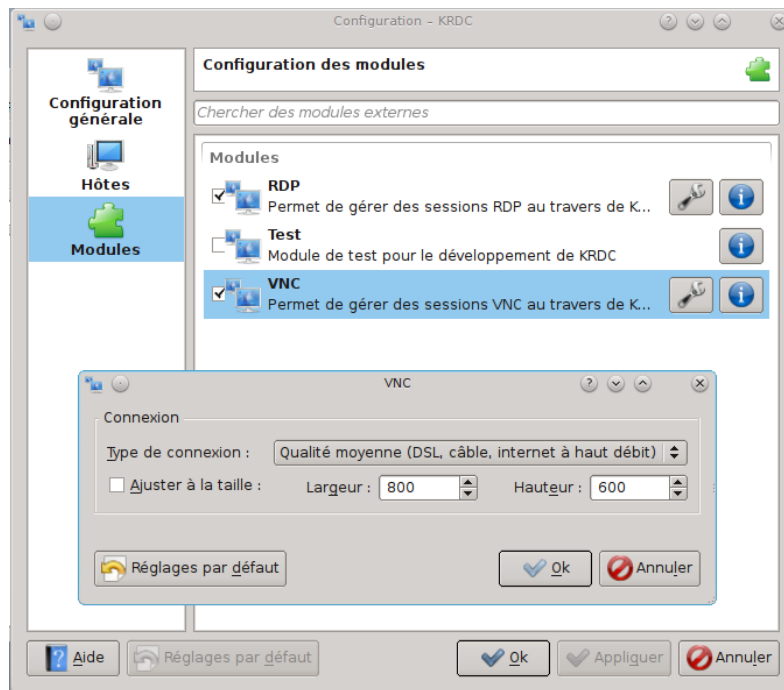 Configuration – KRDC
Configuration
générale
Hôtes
Modules
Configuration des modules
Chercher des modules externes
Modules
RDP
Permet de gérer des sessions RDP au travers de K...
Test
Module de test pour le développement de KRDC
VNC
Permet de gérer des sessions VNC au travers de K...
VNC
Connexion
Type de connexion : Qualité moyenne (DSL, câble, internet à haut débit)
Ajuster à la taille : Largeur : 800 Hauteur : 600
Réglages par défaut Ok Annuler
Aide Réglages par défaut Ok Appliquer Annuler